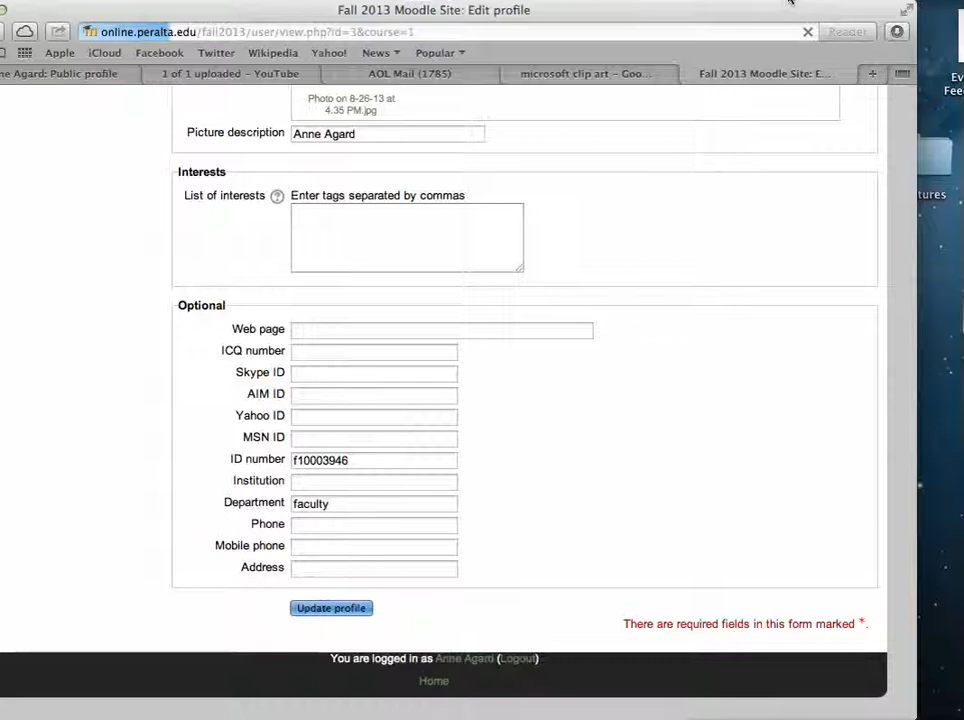 Fall 2013 Moodle Site: Edit profile
online.peralta.edu/fall2013/user/view.php?id=3&course=1
Reader
Apple iCloud Facebook Twitter Wikipedia Yahoo! News Popular
ne Agard: Public profile 1 of 1 uploaded – YouTube AOL Mail (1785) microsoft clip art – Goo... Fall 2013 Moodle Site: E...
Ev
Feed
Photo on 8-26-13 at
4.35 PM.jpg
Picture description Anne Agard
Interests
List of interests Enter tags separated by commas
tures
Optional
Web page
ICQ number
Skype ID
AIM ID
Yahoo ID
MSN ID
ID number f10003946
Institution
Department faculty
Phone
Mobile phone
Address
Update profile
There are required fields in this form marked *.
You are logged in as Anne Agard (Logout)
Home